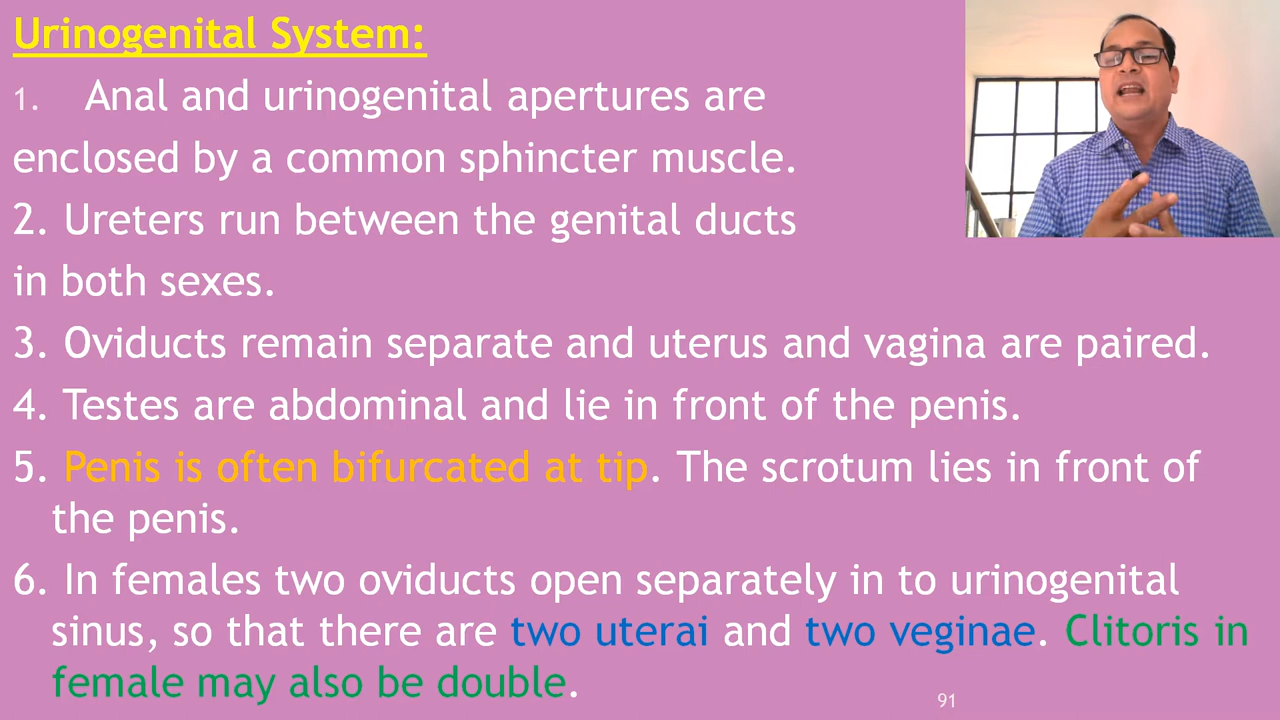 Urinogenital System:
1. Anal and urinogenital apertures are
enclosed by a common sphincter muscle.
2. Ureters run between the genital ducts
in both sexes.
3. Oviducts remain separate and uterus and vagina are paired.
4. Testes are abdominal and lie in front of the penis.
5. Penis is often bifurcated at tip. The scrotum lies in front of
the penis.
6. In females two oviducts open separately in to urinogenital
sinus, so that there are two uterai and two veginae. Clitoris in
female may also be double.
91